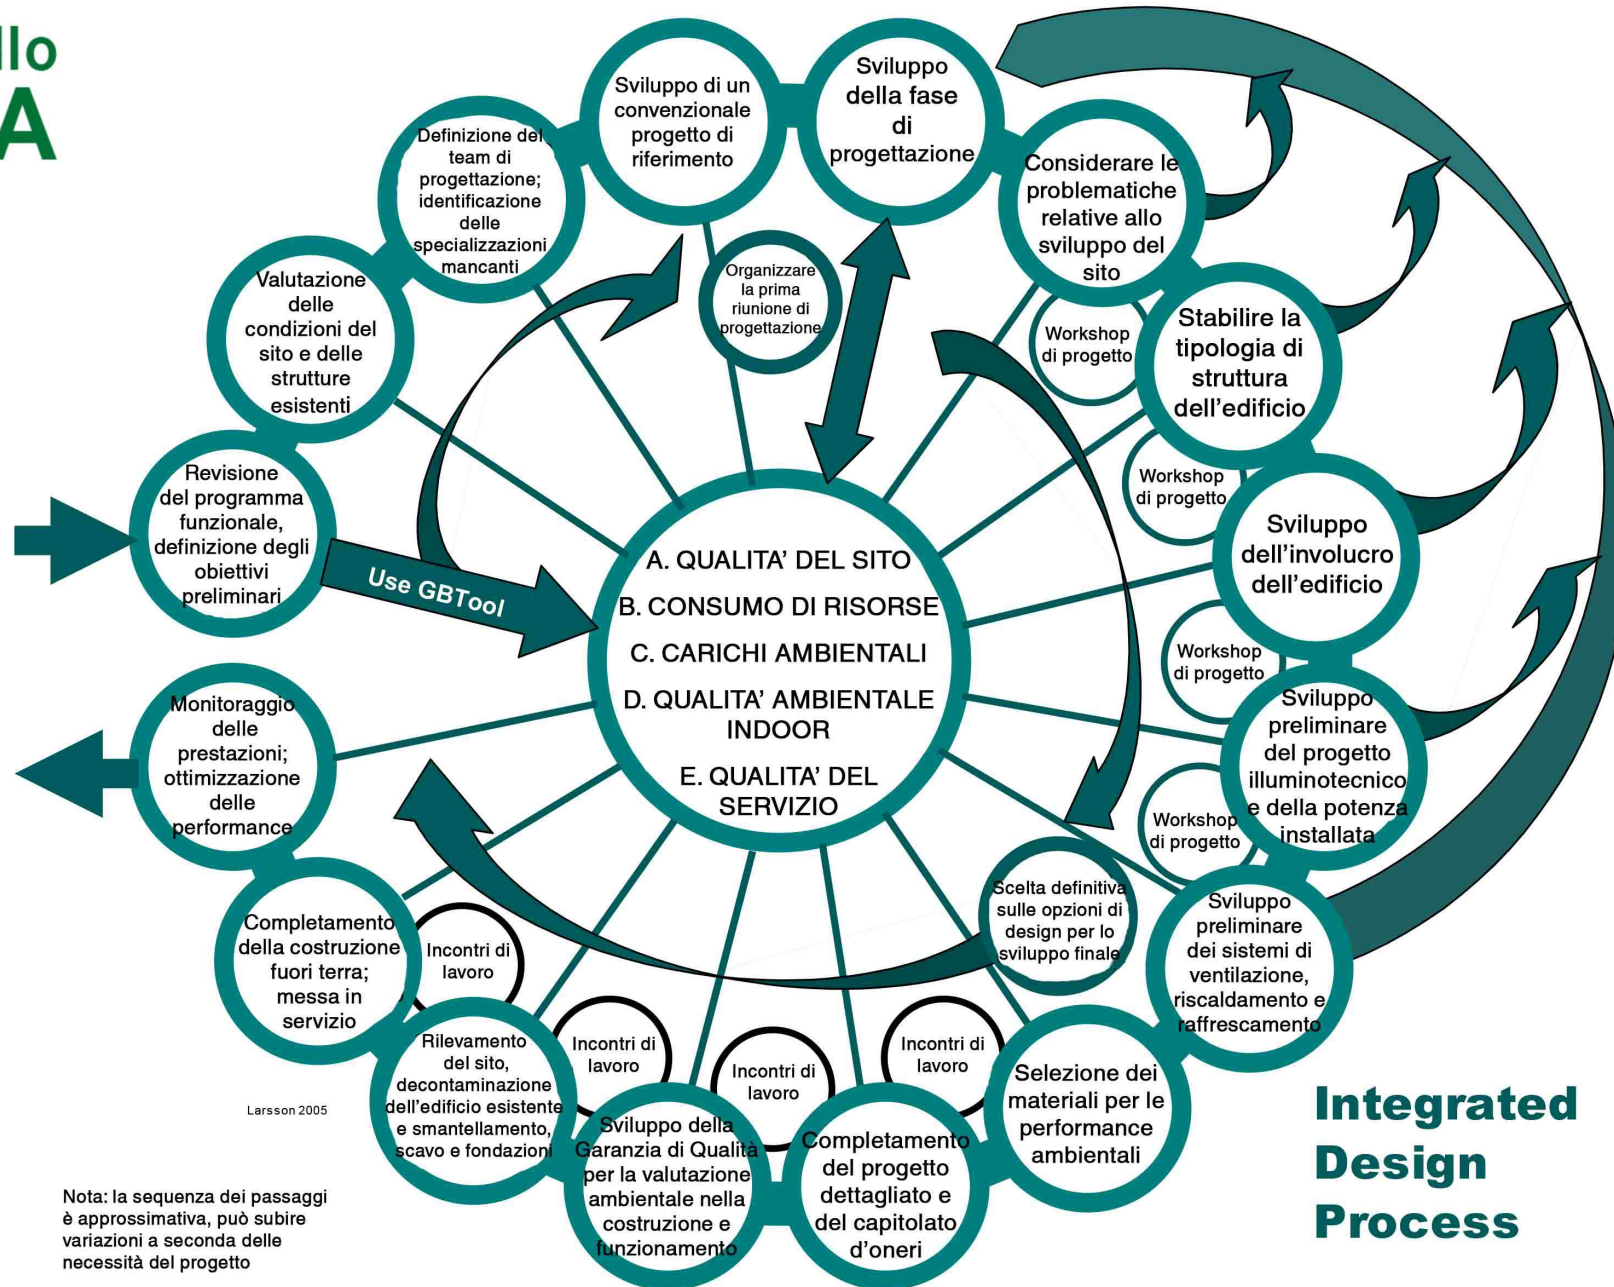 llo
A
Sviluppo di un
convenzionale
progetto di
riferimento
Sviluppo
della fase
di
progettazione
Definizione del
team di
progettazione;
identificazione
delle
specializzazioni
mancanti
Considerare le
problematiche
relative allo
sviluppo del
sito
Organizzare
la prima
riunione di
progettazione
Valutazione
delle
condizioni del
sito e delle
strutture
esistenti
Workshop
di progetto
Stabilire la
tipologia di
struttura
dell'edificio
Revisione
del programma
funzionale,
definizione degli
obiettivi
preliminari
Use GBTool
Workshop
di progetto
Sviluppo
dell'involucro
dell'edificio
A. QUALITA' DEL SITO
B. CONSUMO DI RISORSE
C. CARICHI AMBIENTALI
D. QUALITA' AMBIENTALE
INDOOR
E. QUALITA' DEL
SERVIZIO
Workshop
di progetto
Sviluppo
preliminare
del progetto
illuminotecnico
e della potenza
installata
Monitoraggio
delle
prestazioni;
ottimizzazione
delle
performance
Workshop
di progetto
Scelta definitiva
sulle opzioni di
design per lo
sviluppo finale
Sviluppo
preliminare
dei sistemi di
ventilazione,
riscaldamento e
raffrescamento
Completamento
della costruzione
fuori terra;
messa in
servizio
Incontri di
lavoro
Incontri di
lavoro
Incontri di
lavoro
Incontri di
lavoro
Rilevamento
del sito,
decontaminazione
dell'edificio esistente
e smantellamento,
scavo e fondazioni
Selezione dei
materiali per le
performance
ambientali
Larsson 2005
Sviluppo della
Garanzia di Qualità
per la valutazione
ambientale nella
costruzione e
funzionamento
Completamento
del progetto
dettagliato e
del capitolato
d'oneri
Integrated
Design
Process
Nota: la sequenza dei passaggi
è approssimativa, può subire
variazioni a seconda delle
necessità del progetto